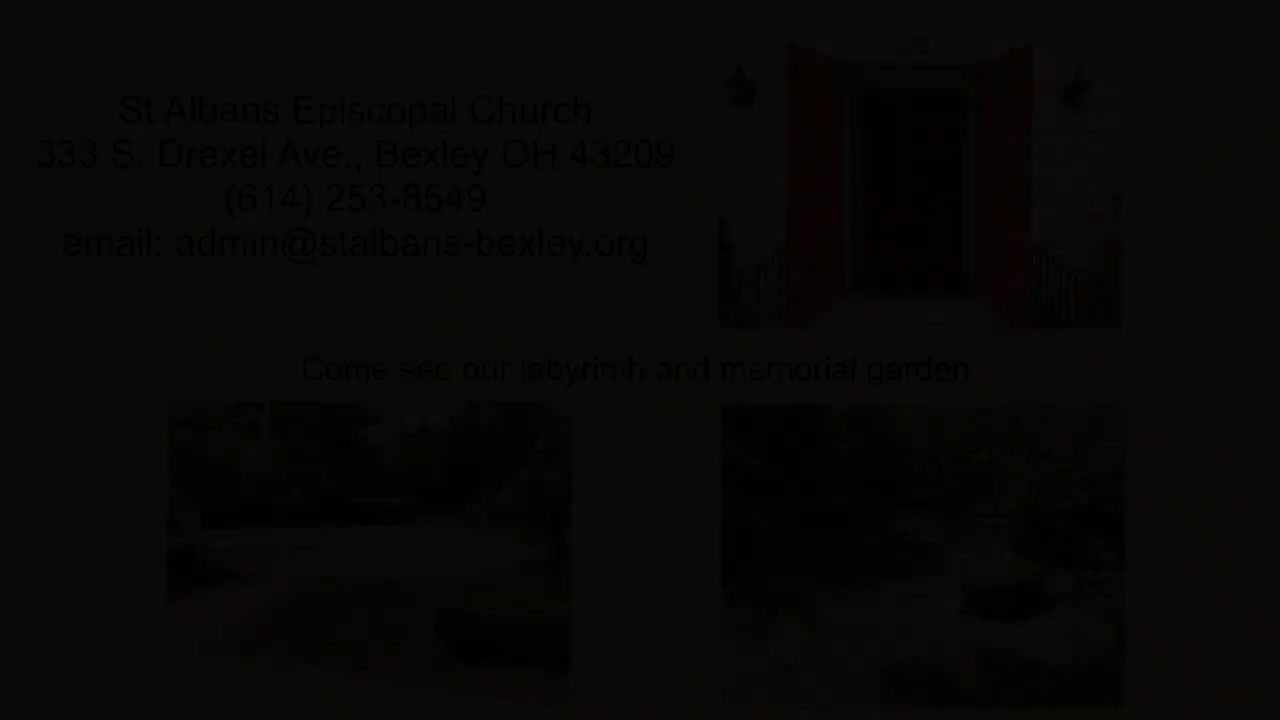 St Albans Episcopal Church
333 S. Drexel Ave., Bexley OH 43209
(614) 253-8549
email: admin@stalbans-bexley.org
Come see our labyrinth and memorial garden